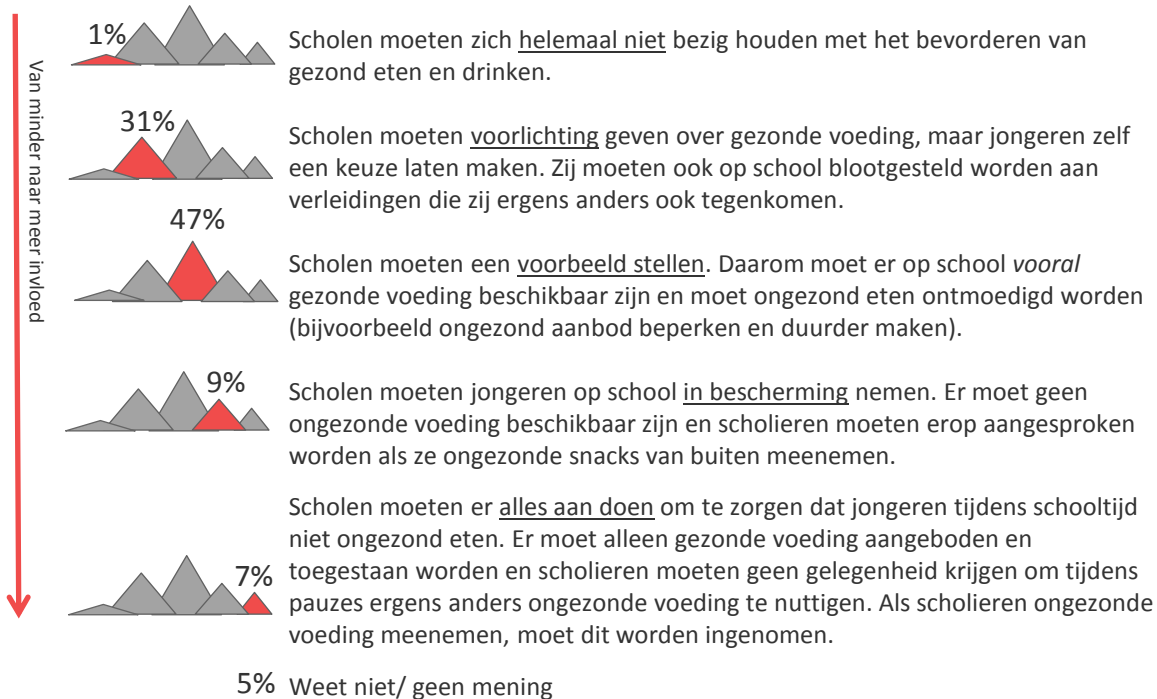 Van minder naar meer invloed
1%
Scholen moeten zich helemaal niet bezig houden met het bevorderen van
gezond eten en drinken.
31%
Scholen moeten voorlichting geven over gezonde voeding, maar jongeren zelf
een keuze laten maken. Zij moeten ook op school blootgesteld worden aan
verleidingen die zij ergens anders ook tegenkomen.
47%
Scholen moeten een voorbeeld stellen. Daarom moet er op school vooral
gezonde voeding beschikbaar zijn en moet ongezond eten ontmoedigd worden
(bijvoorbeeld ongezond aanbod beperken en duurder maken).
9%
Scholen moeten jongeren op school in bescherming nemen. Er moet geen
ongezonde voeding beschikbaar zijn en scholieren moeten erop aangesproken
worden als ze ongezonde snacks van buiten meenemen.
Scholen moeten er alles aan doen om te zorgen dat jongeren tijdens schooltijd
niet ongezond eten. Er moet alleen gezonde voeding aangeboden en
7%
toegestaan worden en scholieren moeten geen gelegenheid krijgen om tijdens
pauzes ergens anders ongezonde voeding te nuttigen. Als scholieren ongezonde
voeding meenemen, moet dit worden ingenomen.
5% Weet niet/ geen mening